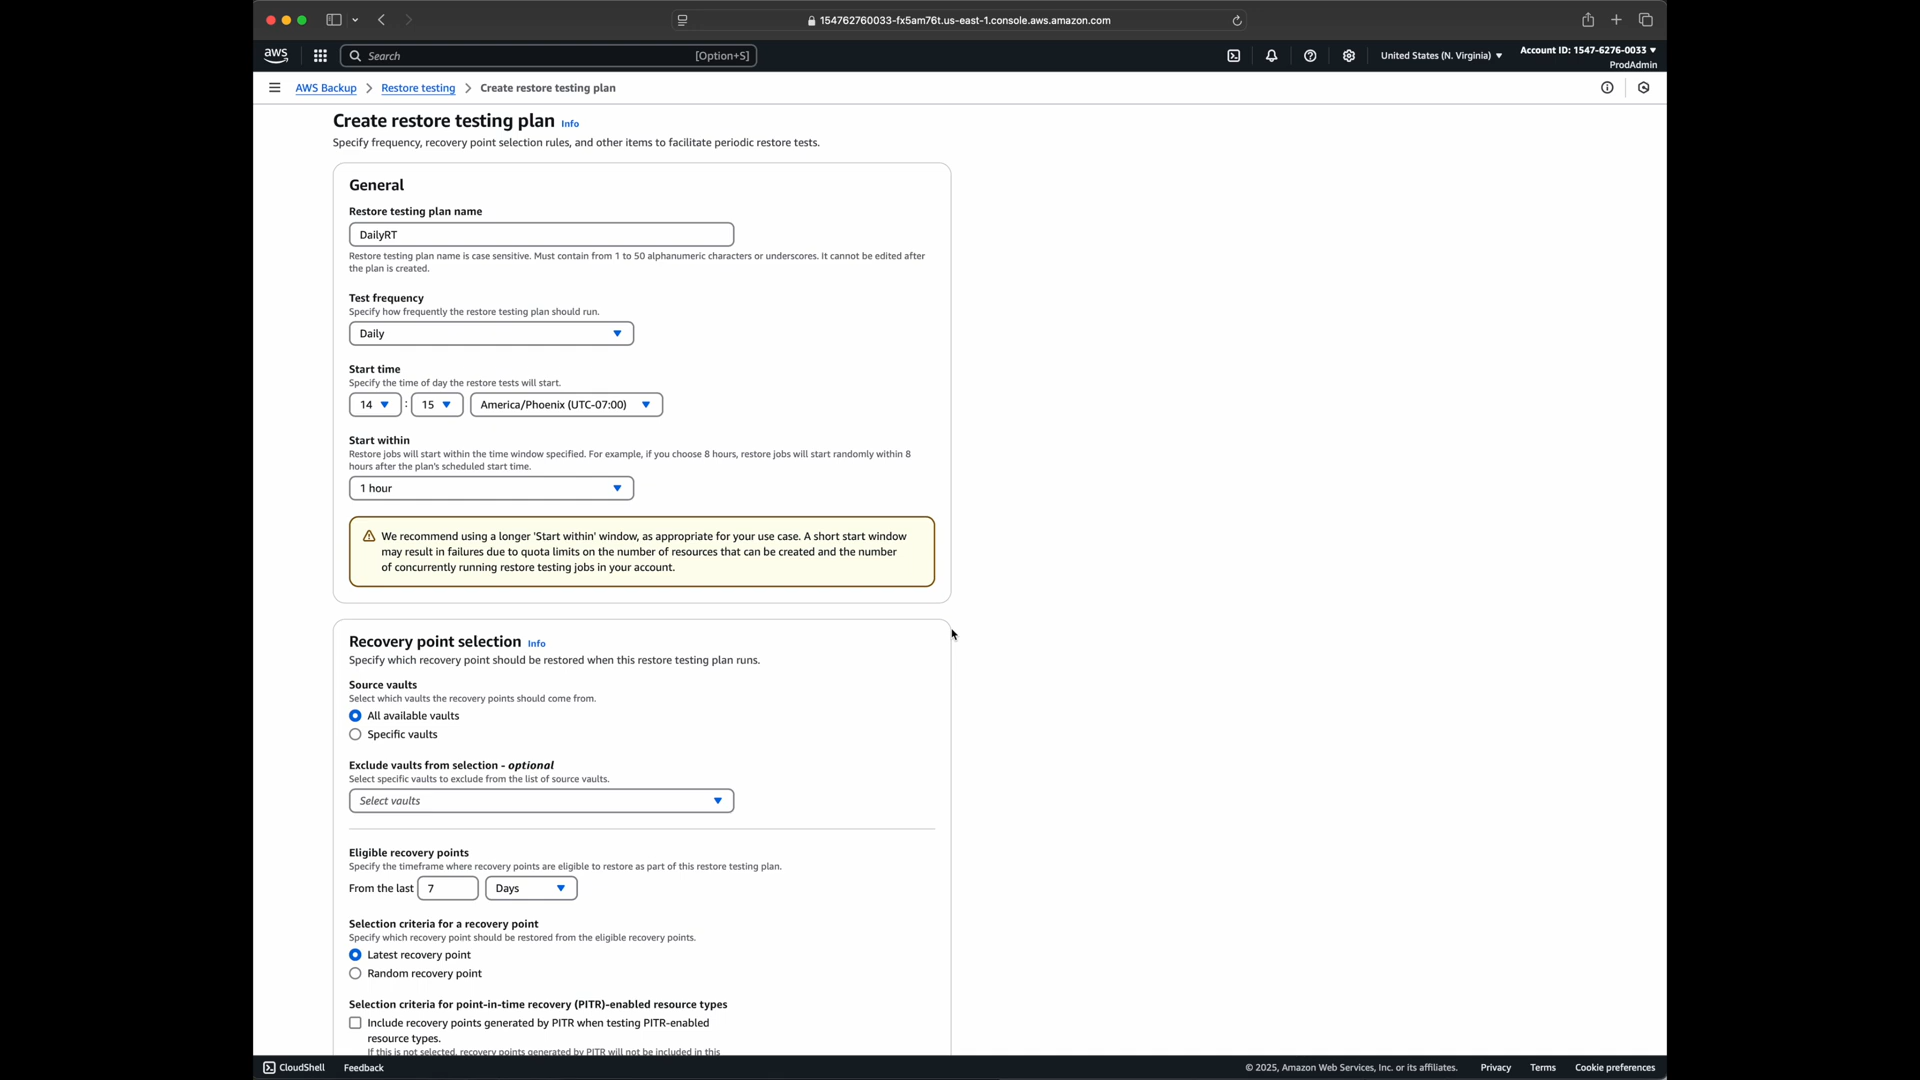 154762760033-fx5am76t.us-east-1.console.aws.amazon.com
aws
Search
[Option+S]
United States (N. Virginia)
Account ID: 1547-6276-0033
ProdAdmin
AWS Backup
Restore testing
Create restore testing plan
Create restore testing plan Info
Specify frequency, recovery point selection rules, and other items to facilitate periodic restore tests.
General
Restore testing plan name
DailyRT
Restore testing plan name is case sensitive. Must contain from 1 to 50 alphanumeric characters or underscores. It cannot be edited after
the plan is created.
Test frequency
Specify how frequently the restore testing plan should run.
Daily
Start time
Specify the time of day the restore tests will start.
14 : 15 America/Phoenix (UTC-07:00)
Start within
Restore jobs will start within the time window specified. For example, if you choose 8 hours, restore jobs will start randomly within 8
hours after the plan's scheduled start time.
1 hour
We recommend using a longer 'Start within' window, as appropriate for your use case. A short start window
may result in failures due to quota limits on the number of resources that can be created and the number
of concurrently running restore testing jobs in your account.
Recovery point selection Info
Specify which recovery point should be restored when this restore testing plan runs.
Source vaults
Select which vaults the recovery points should come from.
All available vaults
Specific vaults
Exclude vaults from selection - optional
Select specific vaults to exclude from the list of source vaults.
Select vaults
Eligible recovery points
Specify the timeframe where recovery points are eligible to restore as part of this restore testing plan.
From the last 7 Days
Selection criteria for a recovery point
Specify which recovery point should be restored from the eligible recovery points.
Latest recovery point
Random recovery point
Selection criteria for point-in-time recovery (PITR)-enabled resource types
Include recovery points generated by PITR when testing PITR-enabled
resource types.
If this is not selected, recovery points generated by PITR will not be included in this
CloudShell
Feedback
© 2025, Amazon Web Services, Inc. or its affiliates.
Privacy
Terms
Cookie preferences